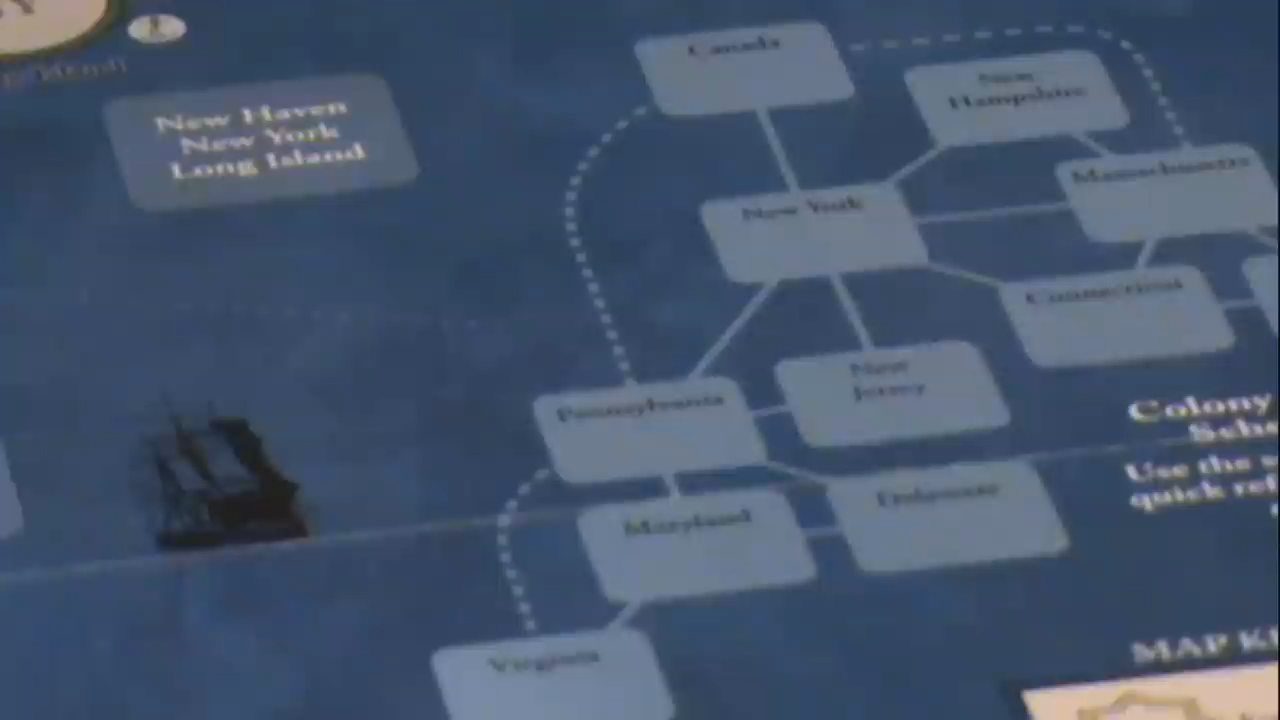 New Haven
New York
Long Island
Canada
New
Hampshire
Massachusetts
New York
Connecticut
New
Jersey
Pennsylvania
Colony
Use the
quick
Delaware
Maryland
Virginia
MAP